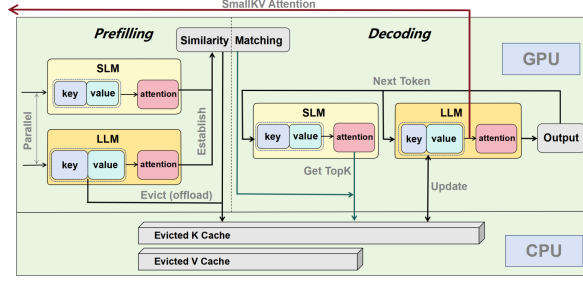 SmallKV Attention
Prefilling
Similarity Matching
Decoding
GPU
SLM
key value attention
Parallel
Establish
LLM
key value attention
Evict (offload)
Next Token
SLM
key value attention
LLM
key value attention
Output
Get TopK
Update
Evicted K Cache
Evicted V Cache
CPU